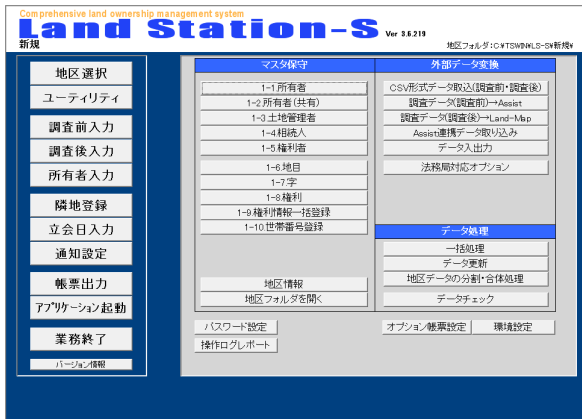 Comprehensive land ownership management system
Land Station-S Ver 3.6.219
新規
地区フォルダ:C:¥TSWIN¥LS-S¥新規¥
地区選択
ユーティリティ
調査前入力
調査後入力
所有者入力
隣地登録
立会日入力
通知設定
帳票出力
アプリケーション起動
業務終了
バージョン情報
マスタ保守
1-1.所有者
1-2.所有者(共有)
1-3.土地管理者
1-4.相続人
1-5.権利者
1-6.地目
1-7.字
1-8.権利
1-9.権利情報一括登録
1-10.世帯番号登録
地区情報
地区フォルダを開く
外部データ変換
CSV形式データ取込(調査前・調査後)
調査データ(調査前)→Assist
調査データ(調査後)→Land-Map
Assist連携データ取り込み
データ入出力
法務局対応オプション
データ処理
一括処理
データ更新
地区データの分割・合体処理
データチェック
パスワード設定
操作ログレポート
オプション帳票設定
環境設定